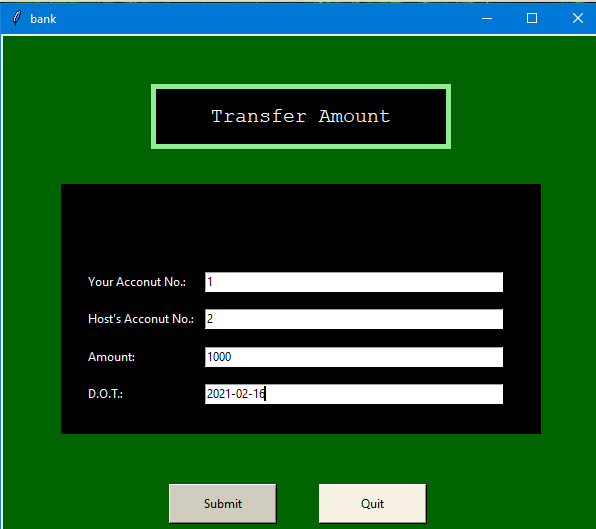 bank
Transfer Amount
Your Acconut No.: 1
Host's Acconut No.: 2
Amount: 1000
D.O.T.: 2021-02-16
Submit Quit